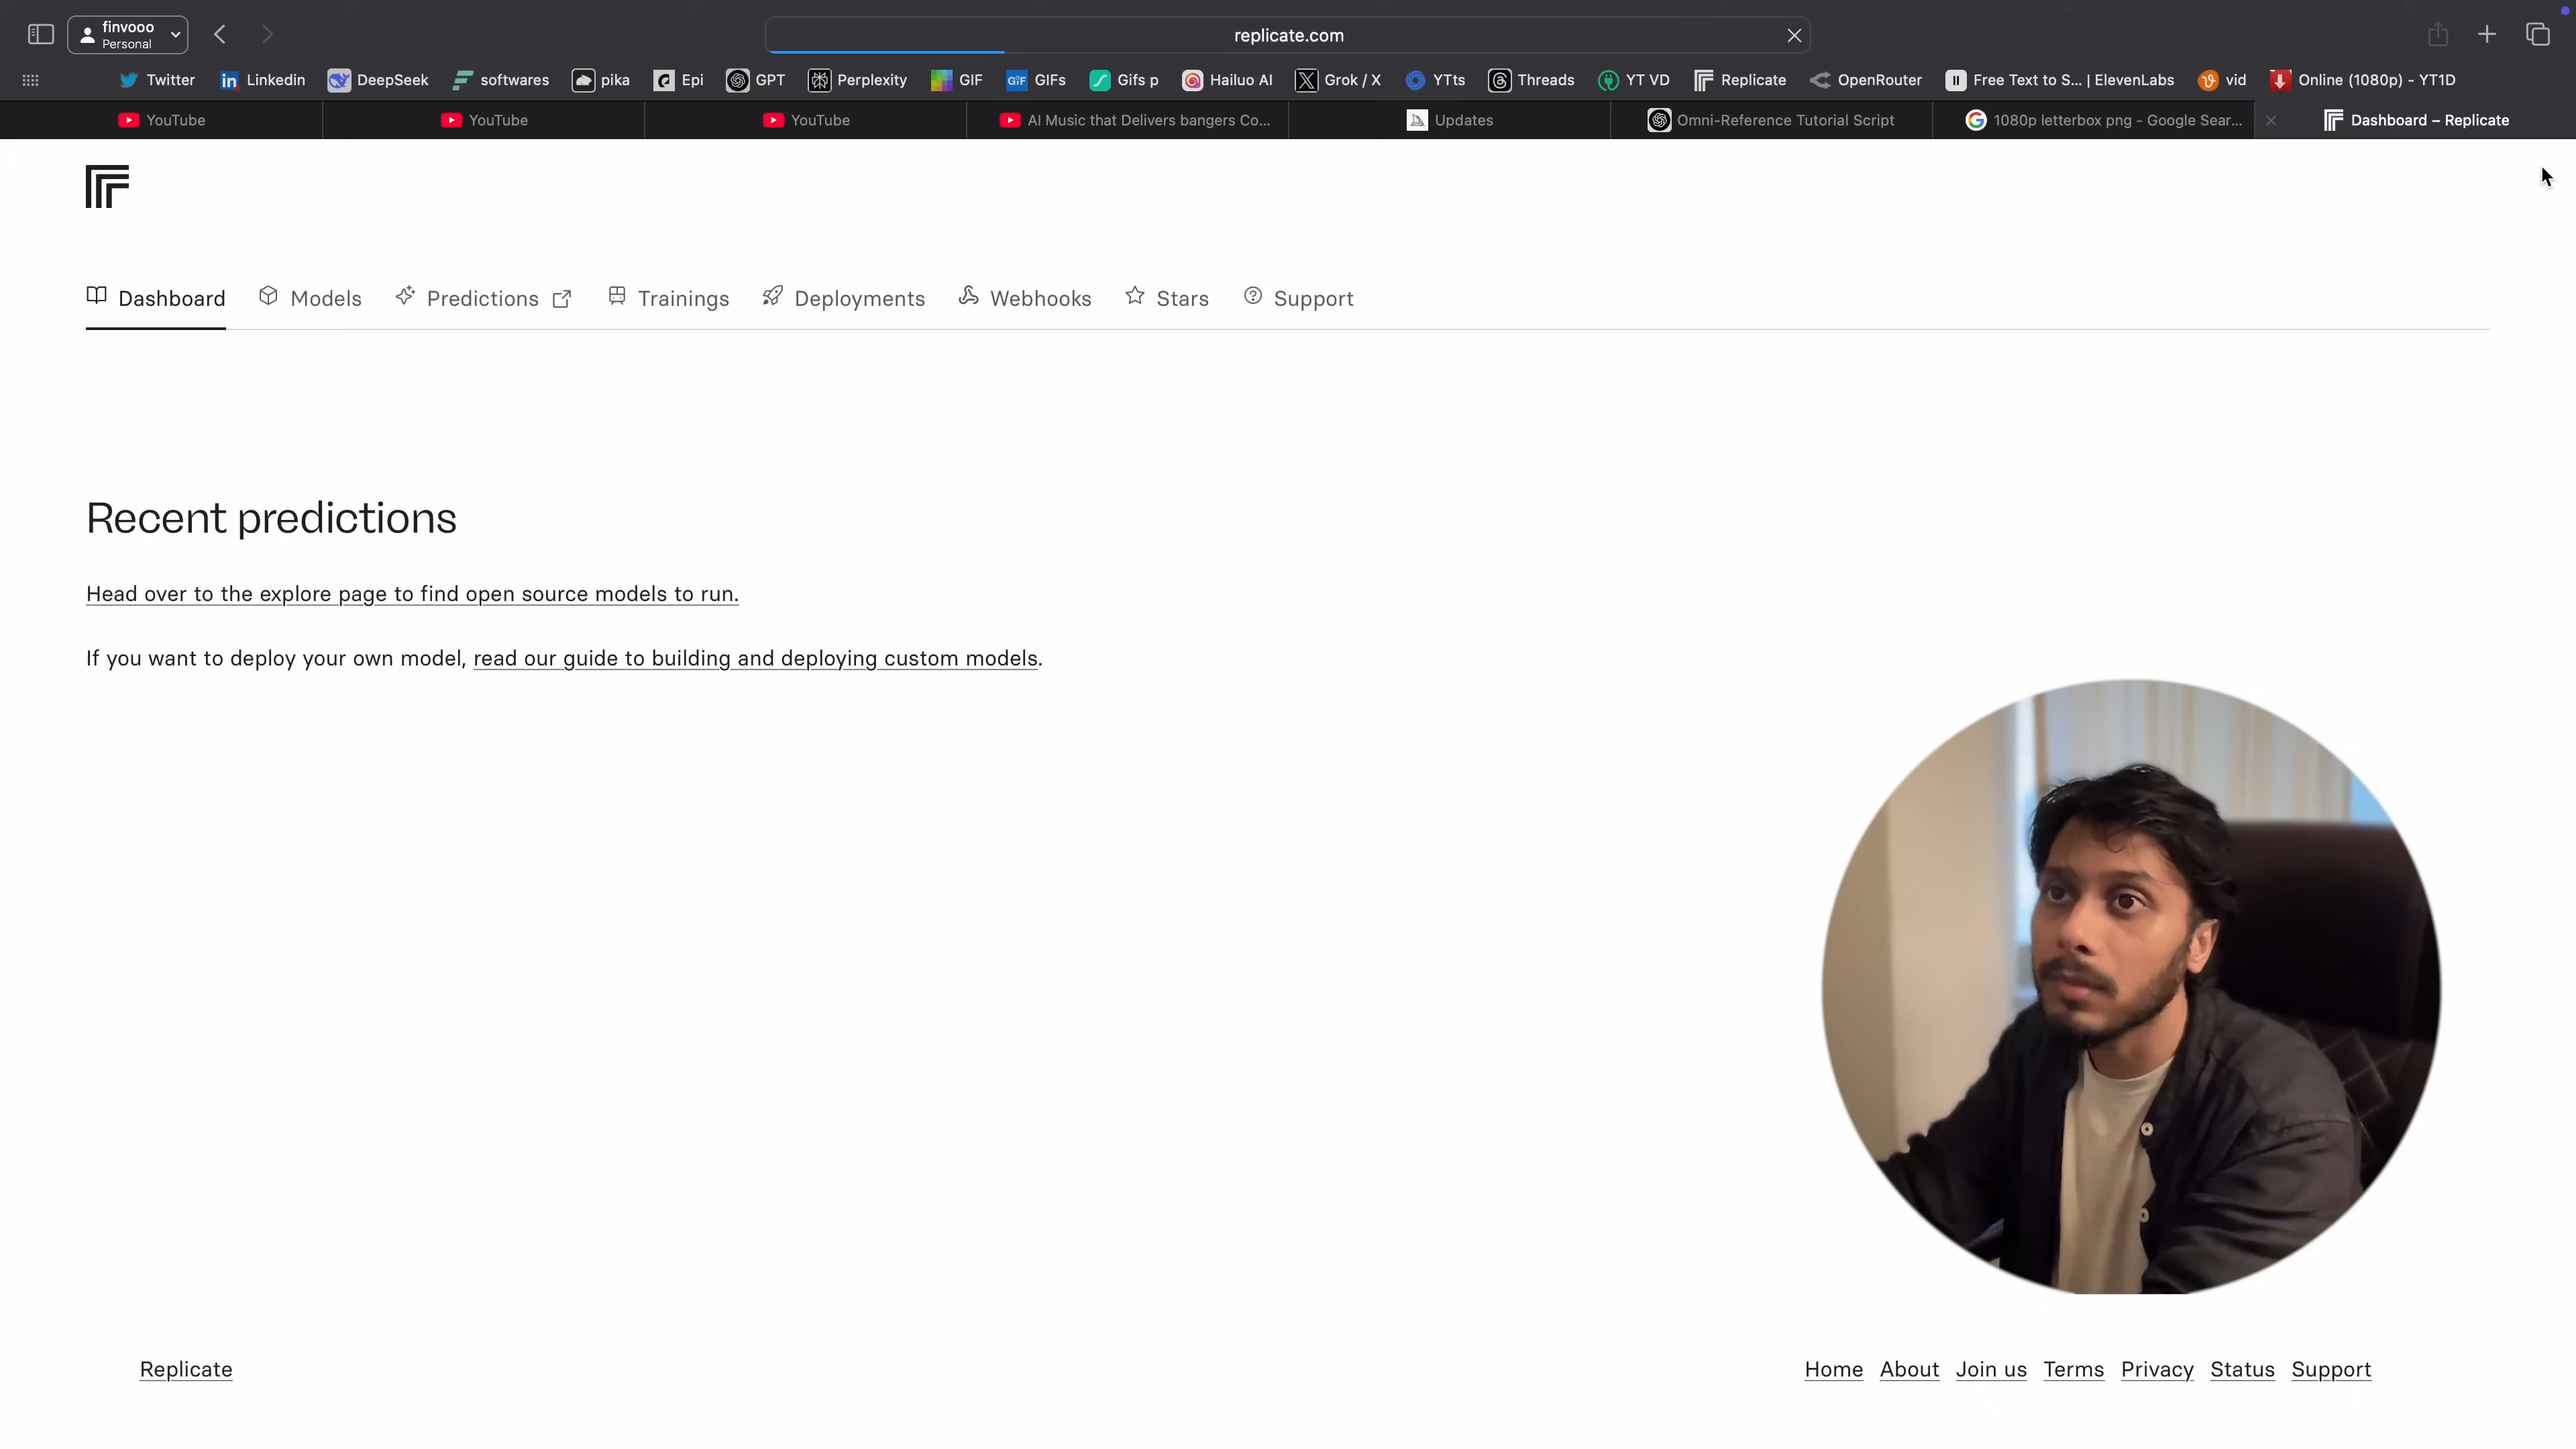 finvooo
Personal
replicate.com
Twitter Linkedin DeepSeek softwares pika Epi GPT Perplexity GIF GIFs Gifs p Hailuo AI Grok / X YTts Threads YT VD Replicate OpenRouter Free Text to S... | ElevenLabs vid Online (1080p) - YT1D
YouTube YouTube YouTube AI Music that Delivers bangers Co... Updates Omni-Reference Tutorial Script 1080p letterbox png - Google Sear... Dashboard – Replicate
Dashboard Models Predictions Trainings Deployments Webhooks Stars Support
Recent predictions
Head over to the explore page to find open source models to run.
If you want to deploy your own model, read our guide to building and deploying custom models.
Replicate Home About Join us Terms Privacy Status Support